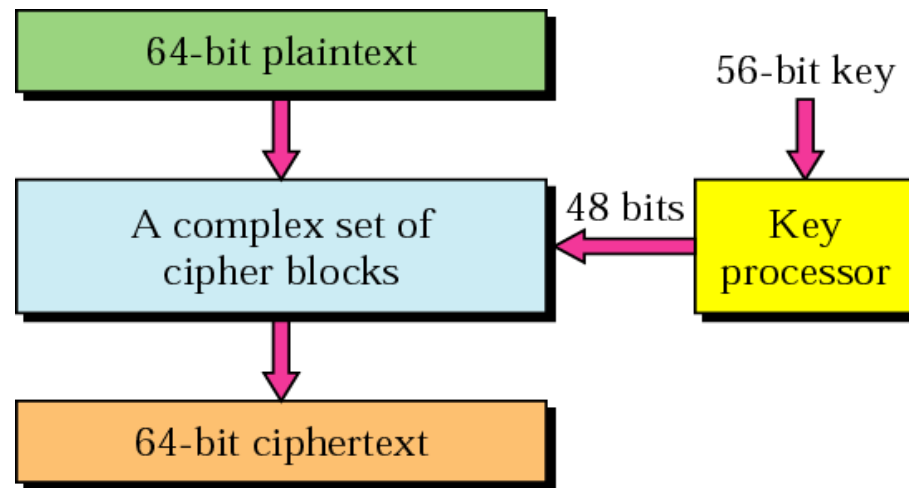 64-bit plaintext
56-bit key
A complex set of
cipher blocks
48 bits
Key
processor
64-bit ciphertext